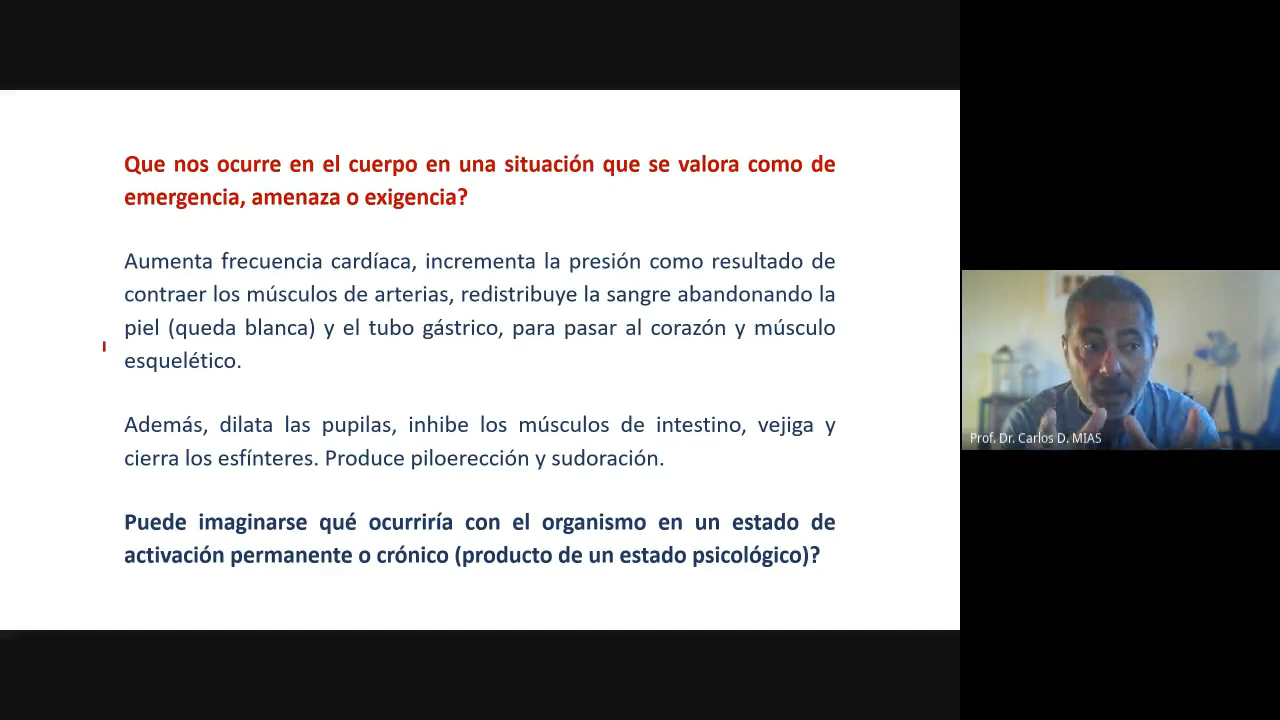 Que nos ocurre en el cuerpo en una situación que se valora como de
emergencia, amenaza o exigencia?
Aumenta frecuencia cardíaca, incrementa la presión como resultado de
contraer los músculos de arterias, redistribuye la sangre abandonando la
piel (queda blanca) y el tubo gástrico, para pasar al corazón y músculo
esquelético.
Además, dilata las pupilas, inhibe los músculos de intestino, vejiga y
cierra los esfínteres. Produce piloerección y sudoración.
Puede imaginarse qué ocurriría con el organismo en un estado de
activación permanente o crónico (producto de un estado psicológico)?
Prof. Dr. Carlos D. MIAS